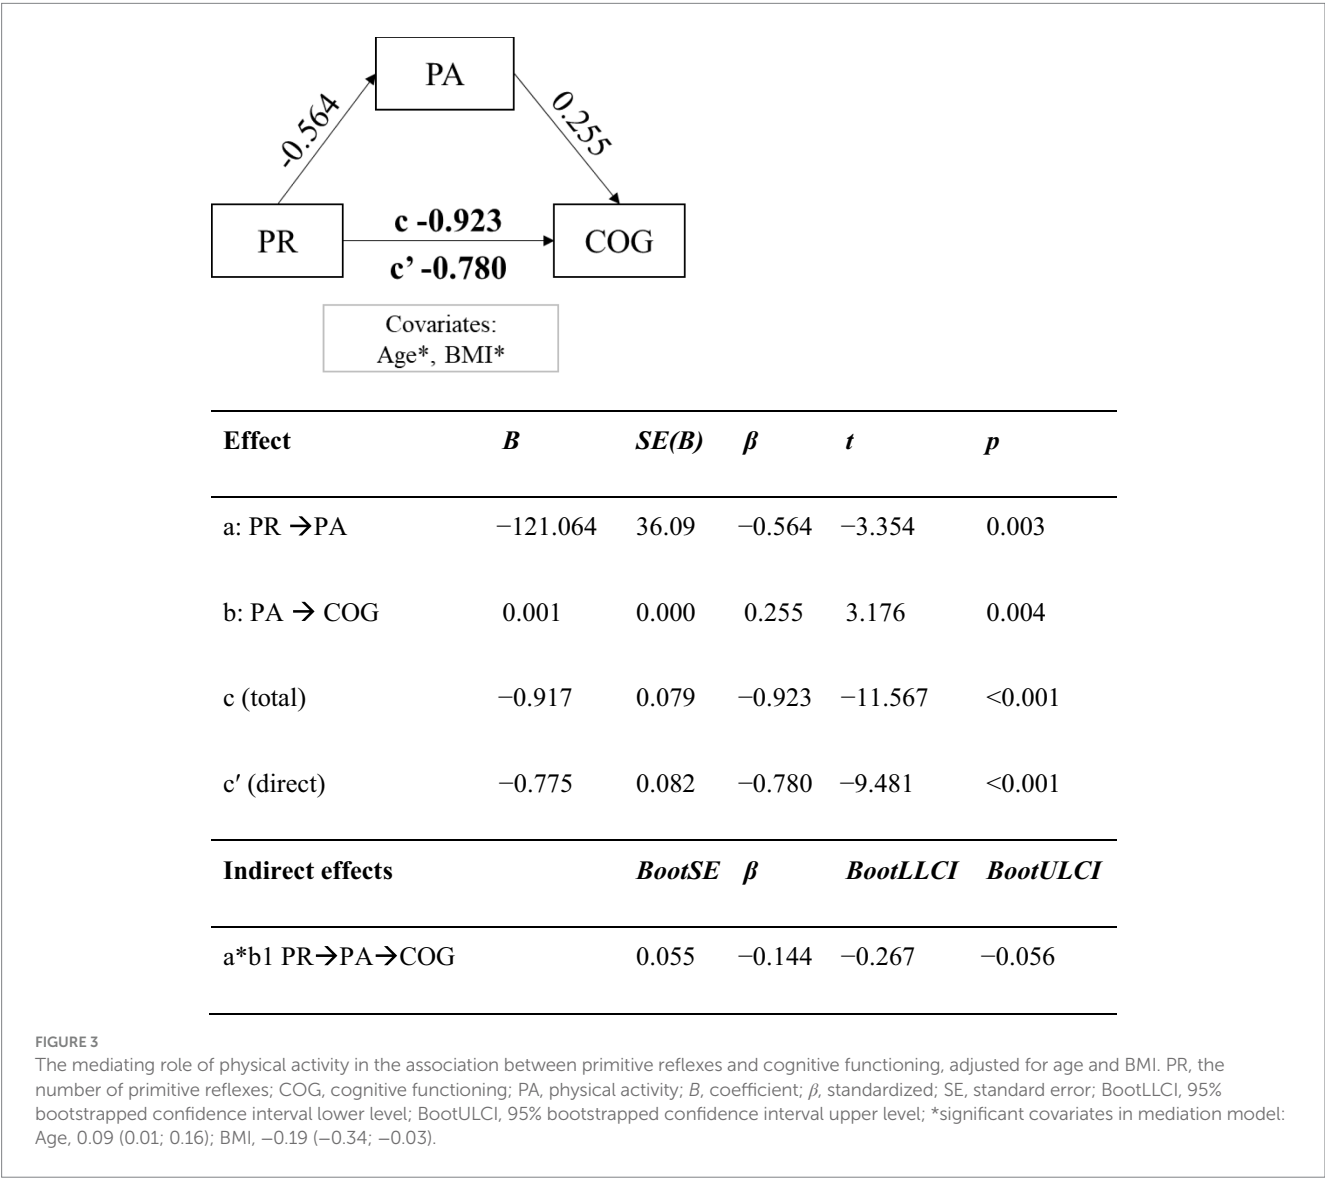 PA
-0.564
0.255
PR
c -0.923
c’ -0.780
COG
Covariates:
Age*, BMI*
Effect B SE(B) β t p
a: PR →PA −121.064 36.09 −0.564 −3.354 0.003
b: PA → COG 0.001 0.000 0.255 3.176 0.004
c (total) −0.917 0.079 −0.923 −11.567 <0.001
c′ (direct) −0.775 0.082 −0.780 −9.481 <0.001
Indirect effects BootSE β BootLLCI BootULCI
a*b1 PR→PA→COG 0.055 −0.144 −0.267 −0.056
FIGURE 3
The mediating role of physical activity in the association between primitive reflexes and cognitive functioning, adjusted for age and BMI. PR, the
number of primitive reflexes; COG, cognitive functioning; PA, physical activity; B, coefficient; β, standardized; SE, standard error; BootLLCI, 95%
bootstrapped confidence interval lower level; BootULCI, 95% bootstrapped confidence interval upper level; *significant covariates in mediation model:
Age, 0.09 (0.01; 0.16); BMI, −0.19 (−0.34; −0.03).